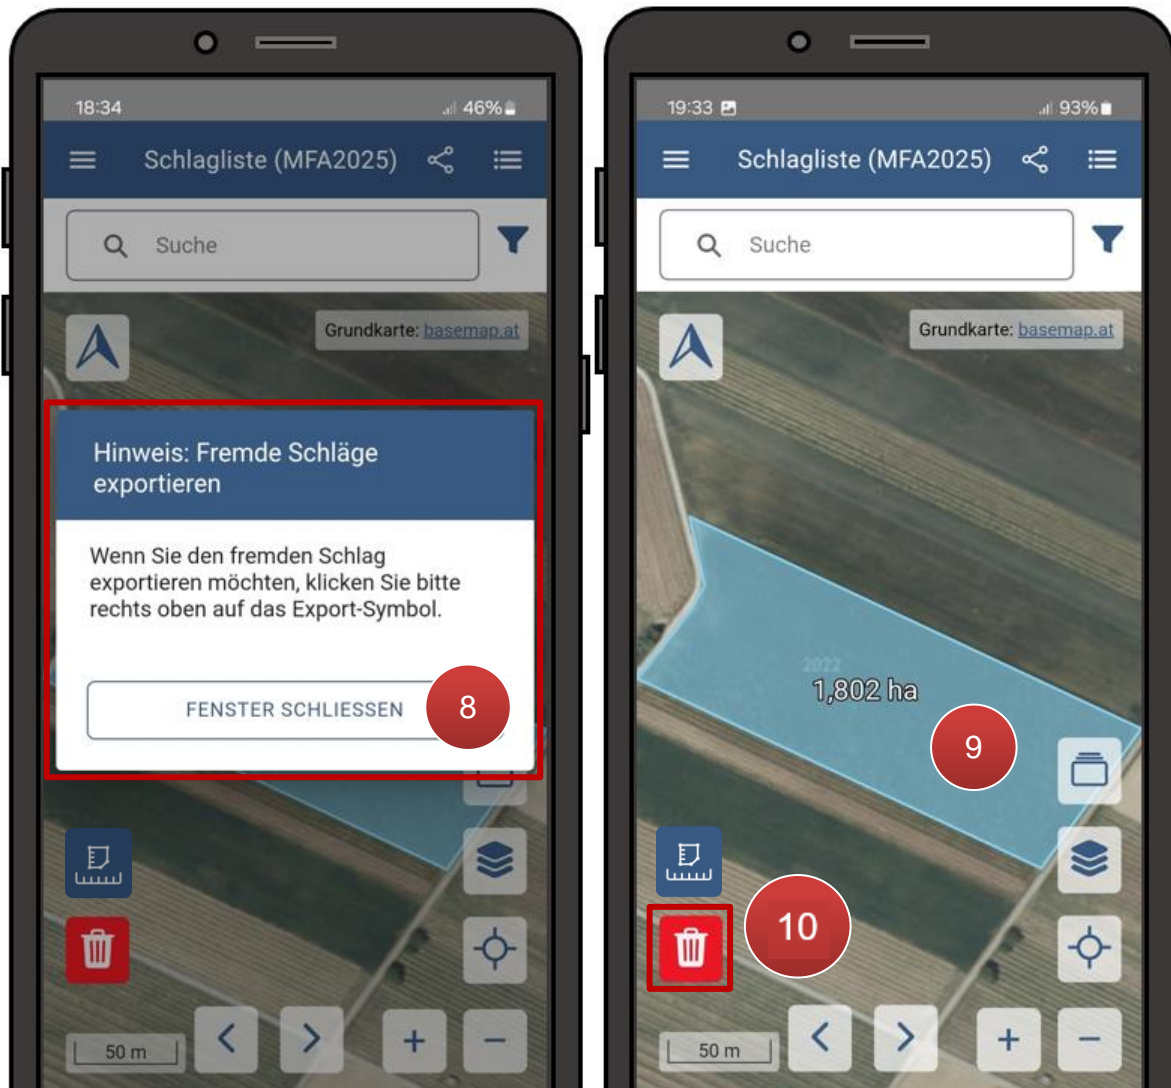 18:34
46%
Schlagliste (MFA2025)
Suche
Grundkarte: basemap.at
Hinweis: Fremde Schläge
exportieren
Wenn Sie den fremden Schlag
exportieren möchten, klicken Sie bitte
rechts oben auf das Export-Symbol.
FENSTER SCHLIESSEN
8
50 m
19:33
93%
Schlagliste (MFA2025)
Suche
Grundkarte: basemap.at
2022
1,802 ha
9
10
50 m